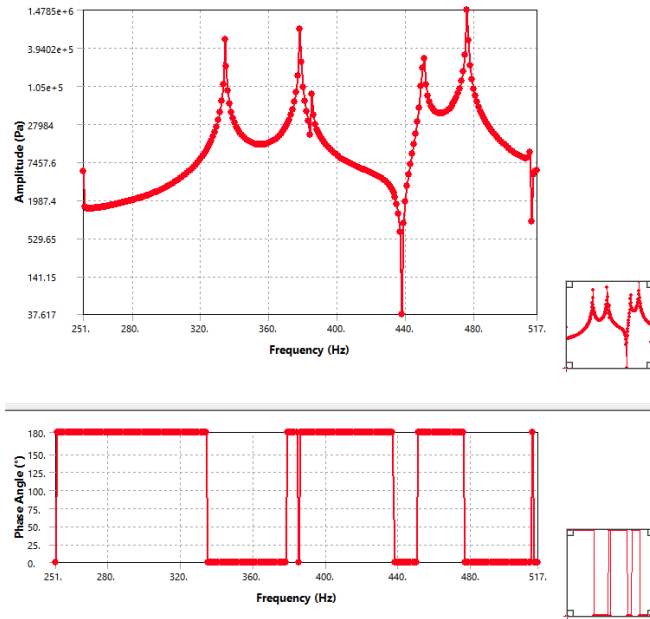 1.4785e+6
3.9402e+5
1.05e+5
27984
7457.6
1987.4
529.65
141.15
37.617
Amplitude (Pa)
251. 280. 320. 360. 400. 440. 480. 517.
Frequency (Hz)
180.
150.
125.
100.
75.
50.
25.
0.
Phase Angle (°)
251. 280. 320. 360. 400. 440. 480. 517.
Frequency (Hz)